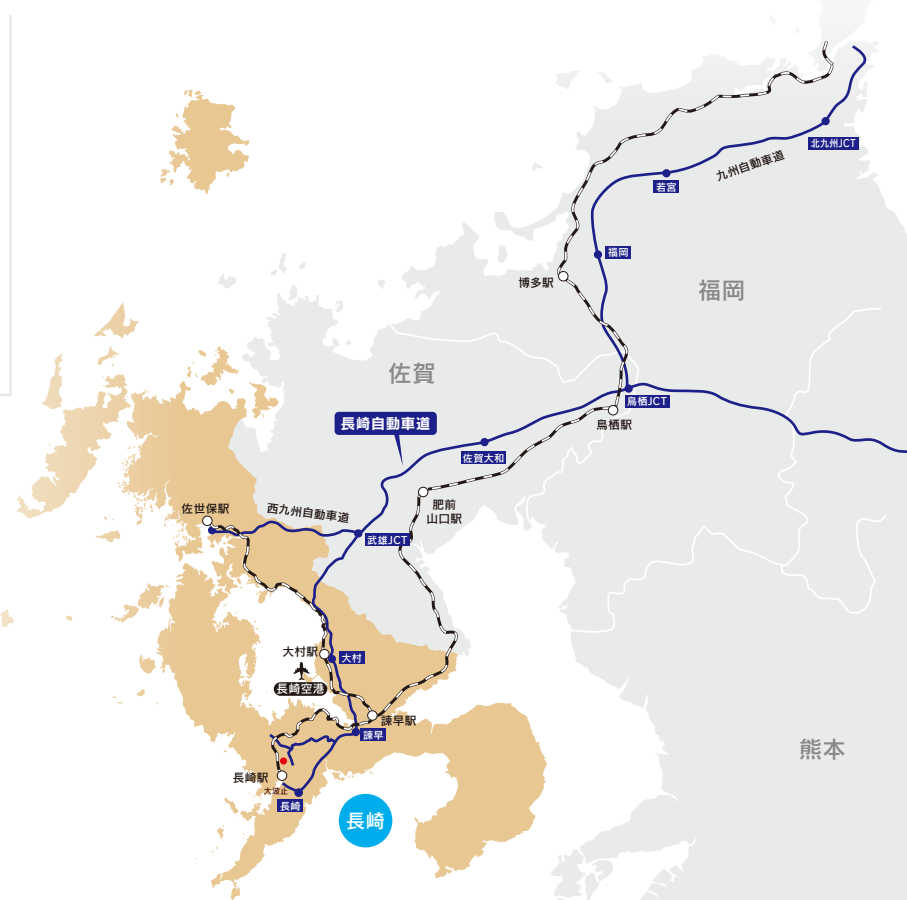 北九州JCT
九州自動車道
若宮
福岡
博多駅
福岡
佐賀
鳥栖JCT
長崎自動車道
鳥栖駅
佐賀大和
肥前
山口駅
佐世保駅
西九州自動車道
武雄JCT
大村駅
大村
長崎空港
諫早駅
諫早
熊本
長崎駅
大波止
長崎
長崎